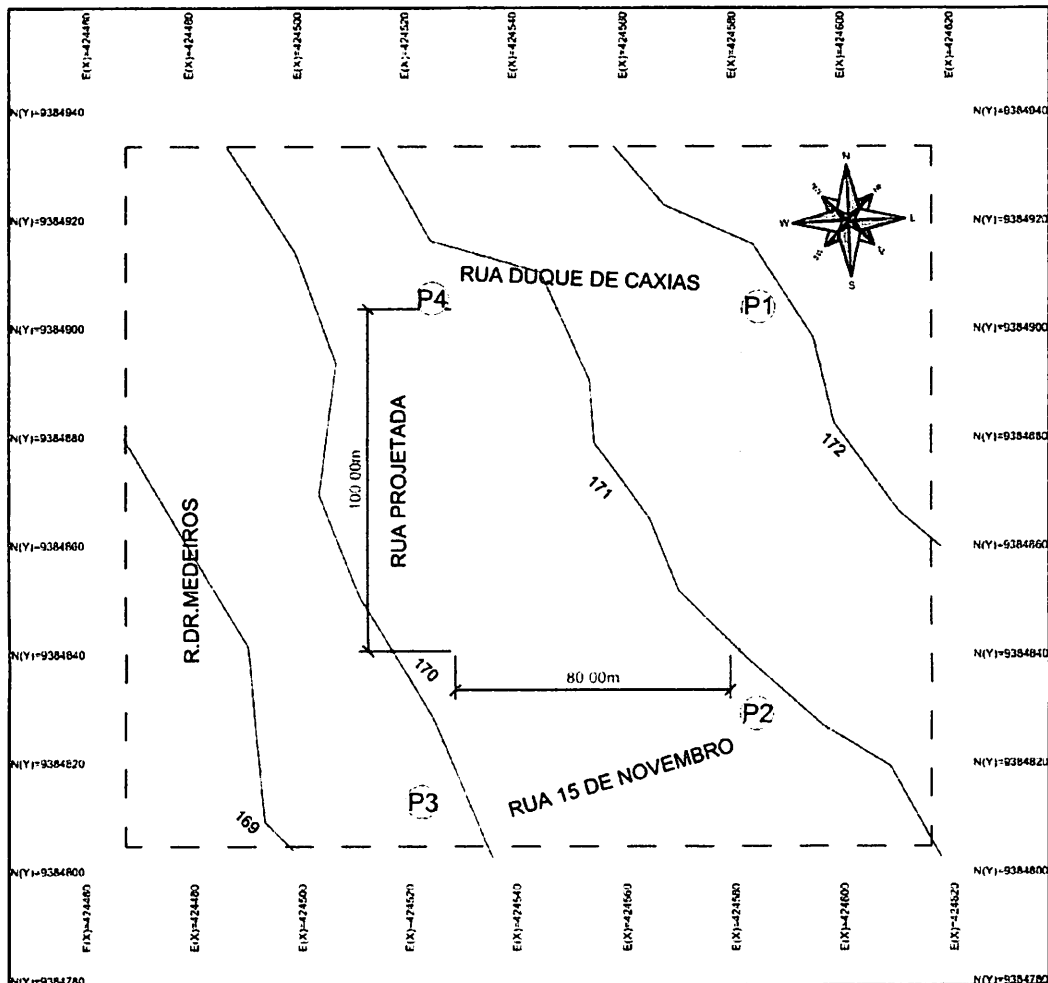 E(X)=424460
E(X)=424480
E(X)=424500
E(X)=424520
E(X)=424540
E(X)=424560
E(X)=424580
E(X)=424600
E(X)=424620
N(Y)=9384940
N(Y)=9384940
N
W
L
S
N(Y)=9384920
N(Y)=9384920
RUA DUQUE DE CAXIAS
P4
P1
N(Y)=9384900
N(Y)=9384900
RUA PROJETADA
100.00m
N(Y)=9384880
N(Y)=9384880
172
171
R.DR.MEDEIROS
N(Y)=9384860
N(Y)=9384860
N(Y)=9384840
N(Y)=9384840
170
80.00m
P2
RUA 15 DE NOVEMBRO
N(Y)=9384820
N(Y)=9384820
P3
169
N(Y)=9384800
N(Y)=9384800
E(X)=424460
E(X)=424480
E(X)=424500
E(X)=424520
E(X)=424540
E(X)=424560
E(X)=424580
E(X)=424600
E(X)=424620
N(Y)=9384780
N(Y)=9384780